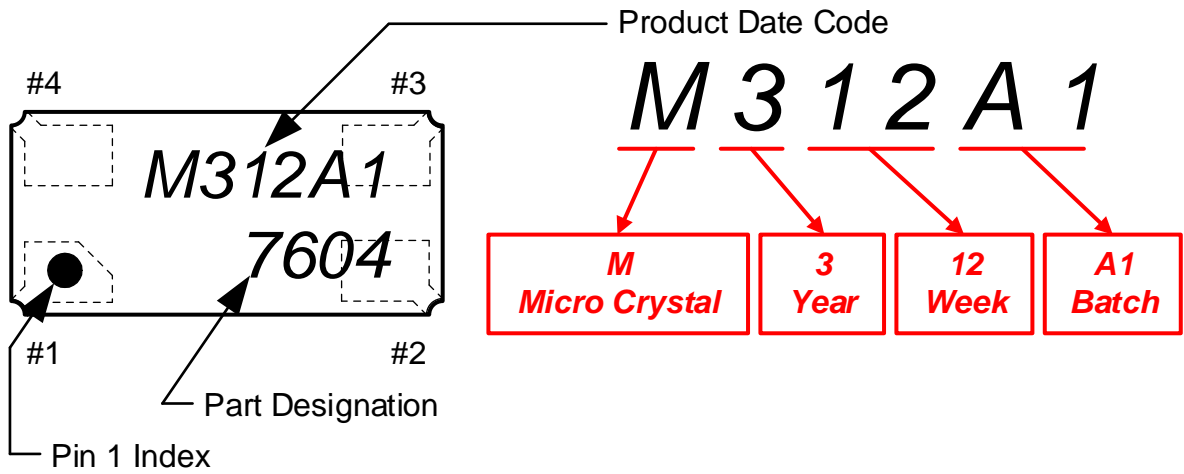 Product Date Code
#4
#3
M312A1
7604
#1
#2
Part Designation
Pin 1 Index
M 3 1 2 A 1
M
Micro Crystal
3
Year
12
Week
A1
Batch